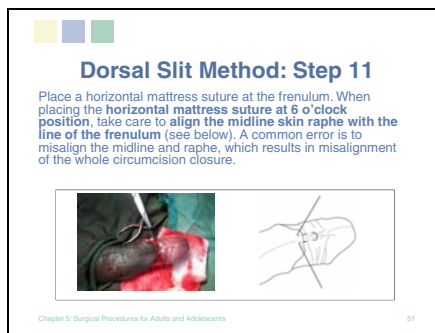 Dorsal Slit Method: Step 11
Place a horizontal mattress suture at the frenulum. When
placing the horizontal mattress suture at 6 o'clock
position, take care to align the midline skin raphe with the
line of the frenulum (see below). A common error is to
misalign the midline and raphe, which results in misalignment
of the whole circumcision closure.
Chapter 5: Surgical Procedures for Adults and Adolescents
51